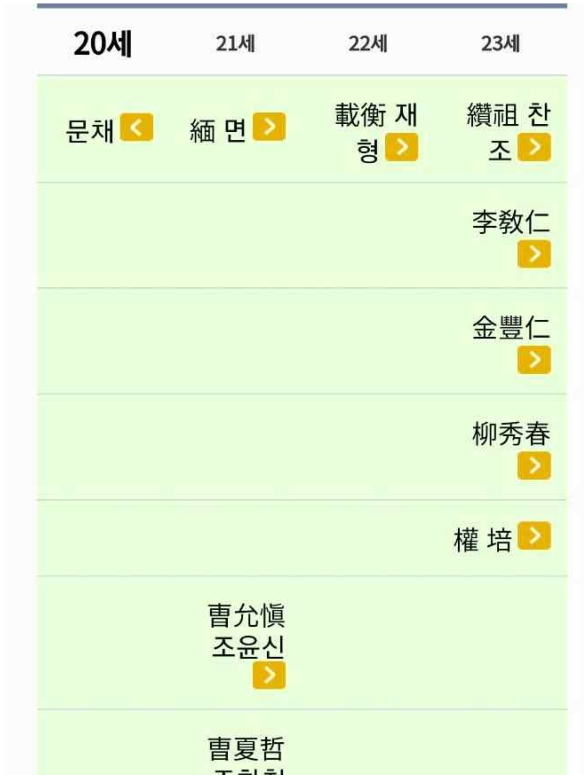 20세 21세 22세 23세
문채 緬 면 載衡 재 纘祖 찬
형 조
李敎仁
金豐仁
柳秀春
權 培
曺允愼
조윤신
曺夏哲